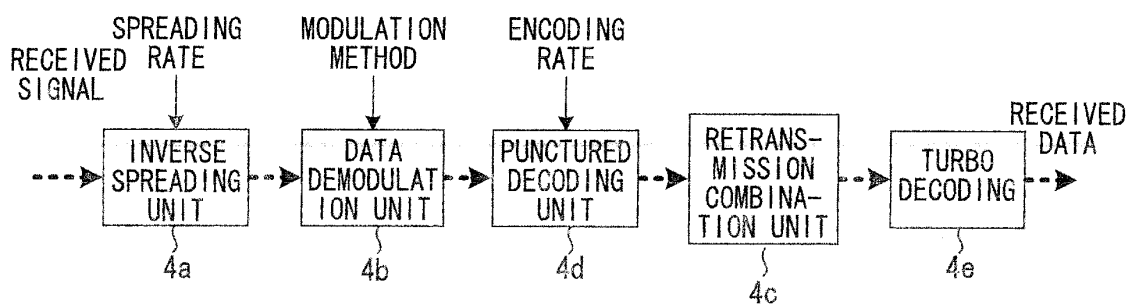 SPREADING
RATE
MODULATION
METHOD
ENCODING
RATE
RECEIVED
SIGNAL
RECEIVED
DATA
INVERSE
SPREADING
UNIT
DATA
DEMODULAT
ION UNIT
PUNCTURED
DECODING
UNIT
RETRANS-
MISSION
COMBINA-
TION UNIT
TURBO
DECODING
4a
4b
4d
4c
4e